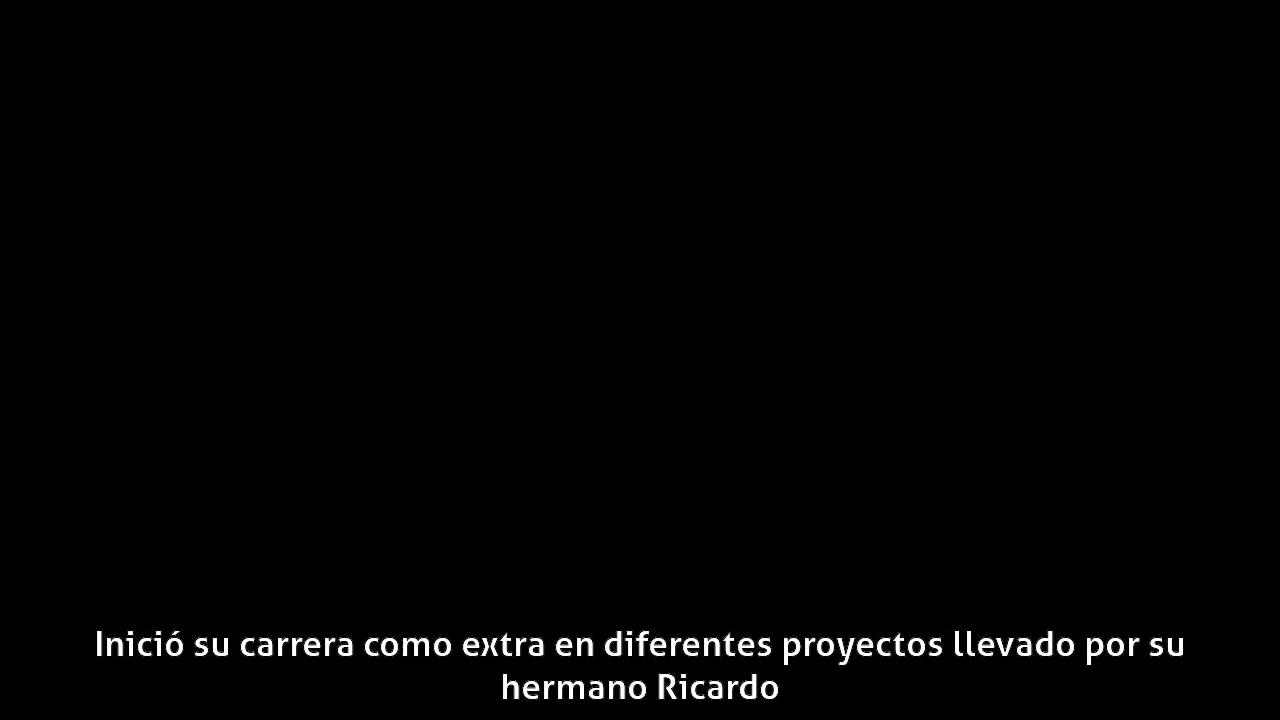 Inició su carrera como extra en diferentes proyectos llevado por su
hermano Ricardo